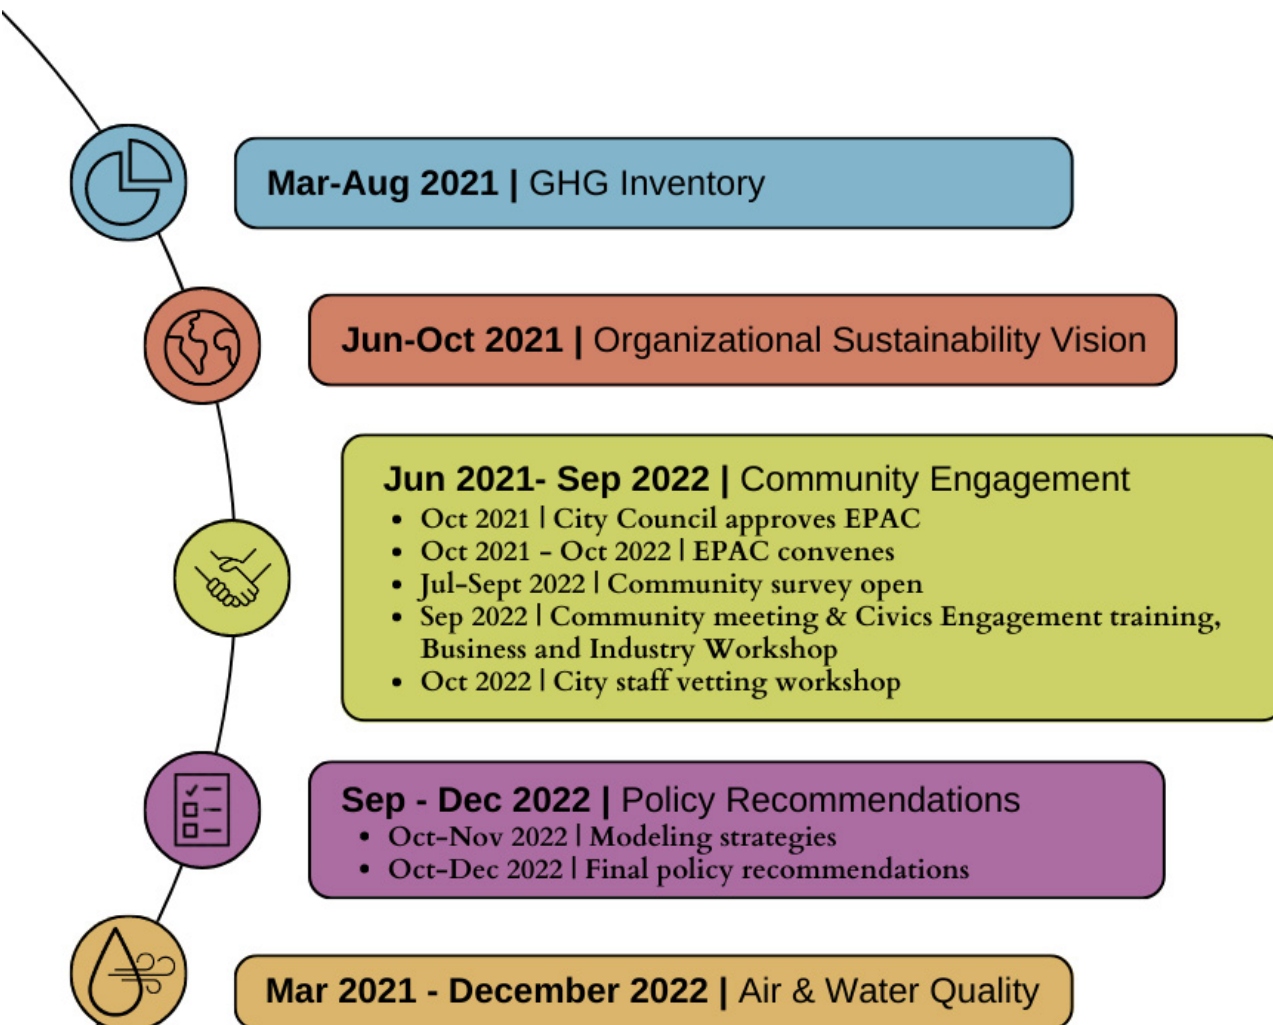 Mar-Aug 2021 | GHG Inventory
Jun-Oct 2021 | Organizational Sustainability Vision
Jun 2021- Sep 2022 | Community Engagement
• Oct 2021 | City Council approves EPAC
• Oct 2021 – Oct 2022 | EPAC convenes
• Jul-Sept 2022 | Community survey open
• Sep 2022 | Community meeting & Civics Engagement training,
Business and Industry Workshop
• Oct 2022 | City staff vetting workshop
Sep - Dec 2022 | Policy Recommendations
• Oct-Nov 2022 | Modeling strategies
• Oct-Dec 2022 | Final policy recommendations
Mar 2021 - December 2022 | Air & Water Quality